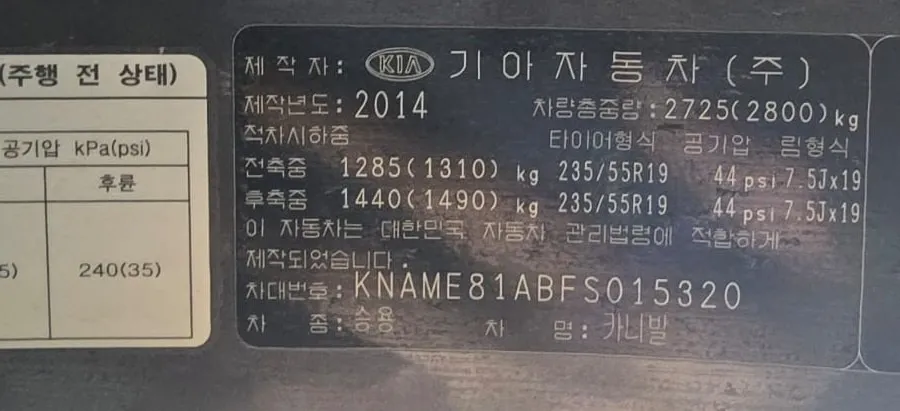 (주행 전 상태)
공기압 kPa(psi)
후륜
5)
240(35)
제작자: KIA 기아자동차(주)
제작년도: 2014 차량총중량: 2725(2800)kg
적차시하중 타이어형식 공기압 림형식
전축중 1285(1310) kg 235/55R19 44 psi 7.5Jx19
후축중 1440(1490) kg 235/55R19 44 psi 7.5Jx19
이 자동차는 대한민국 자동차 관리법령에 적합하게
제작되었습니다.
차대번호: KNAME81ABFS015320
차 종: 승용 차 명: 카니발